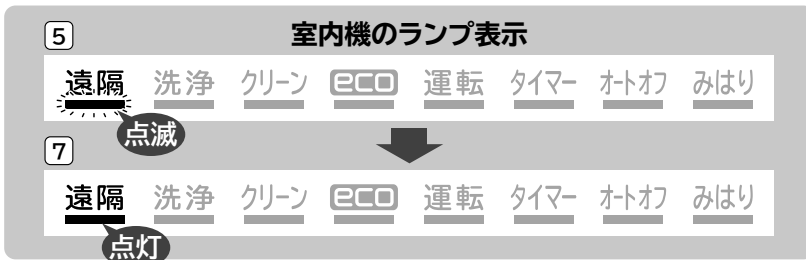 5 室内機のランプ表示
遠隔 洗浄 クリーン eco 運転 タイマー オートオフ みはり
点滅
7
遠隔 洗浄 クリーン eco 運転 タイマー オートオフ みはり
点灯